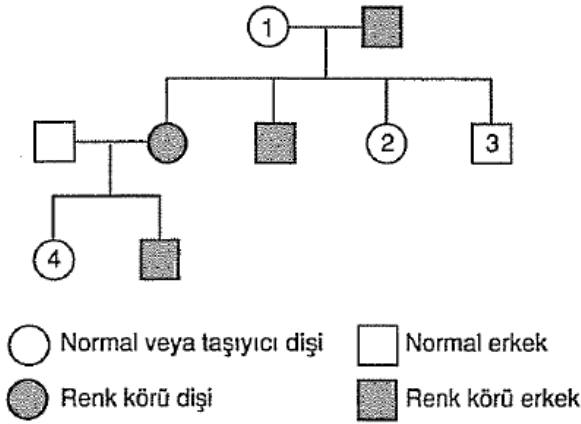 1
2
3
4
Normal veya taşıyıcı dişi
Normal erkek
Renk körü dişi
Renk körü erkek